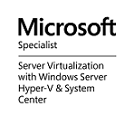 Microsoft
Specialist
Server Virtualization
with Windows Server
Hyper-V & System
Center